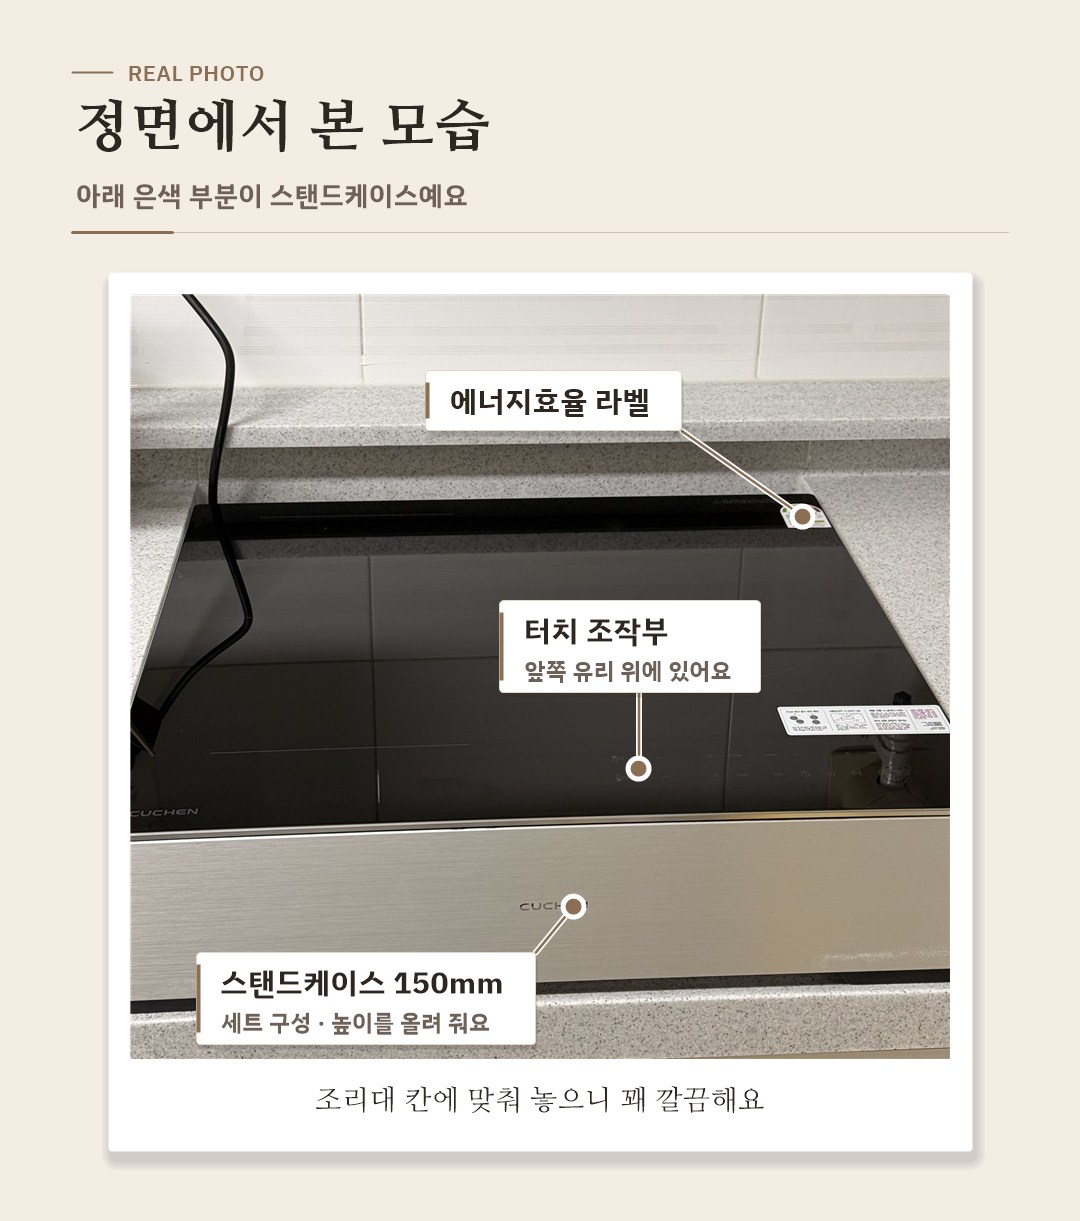 REAL PHOTO
정면에서 본 모습
아래 은색 부분이 스탠드케이스예요
에너지효율 라벨
터치 조작부
앞쪽 유리 위에 있어요
CUCHEN
스탠드케이스 150mm
세트 구성 · 높이를 올려 줘요
조리대 칸에 맞춰 놓으니 꽤 깔끔해요